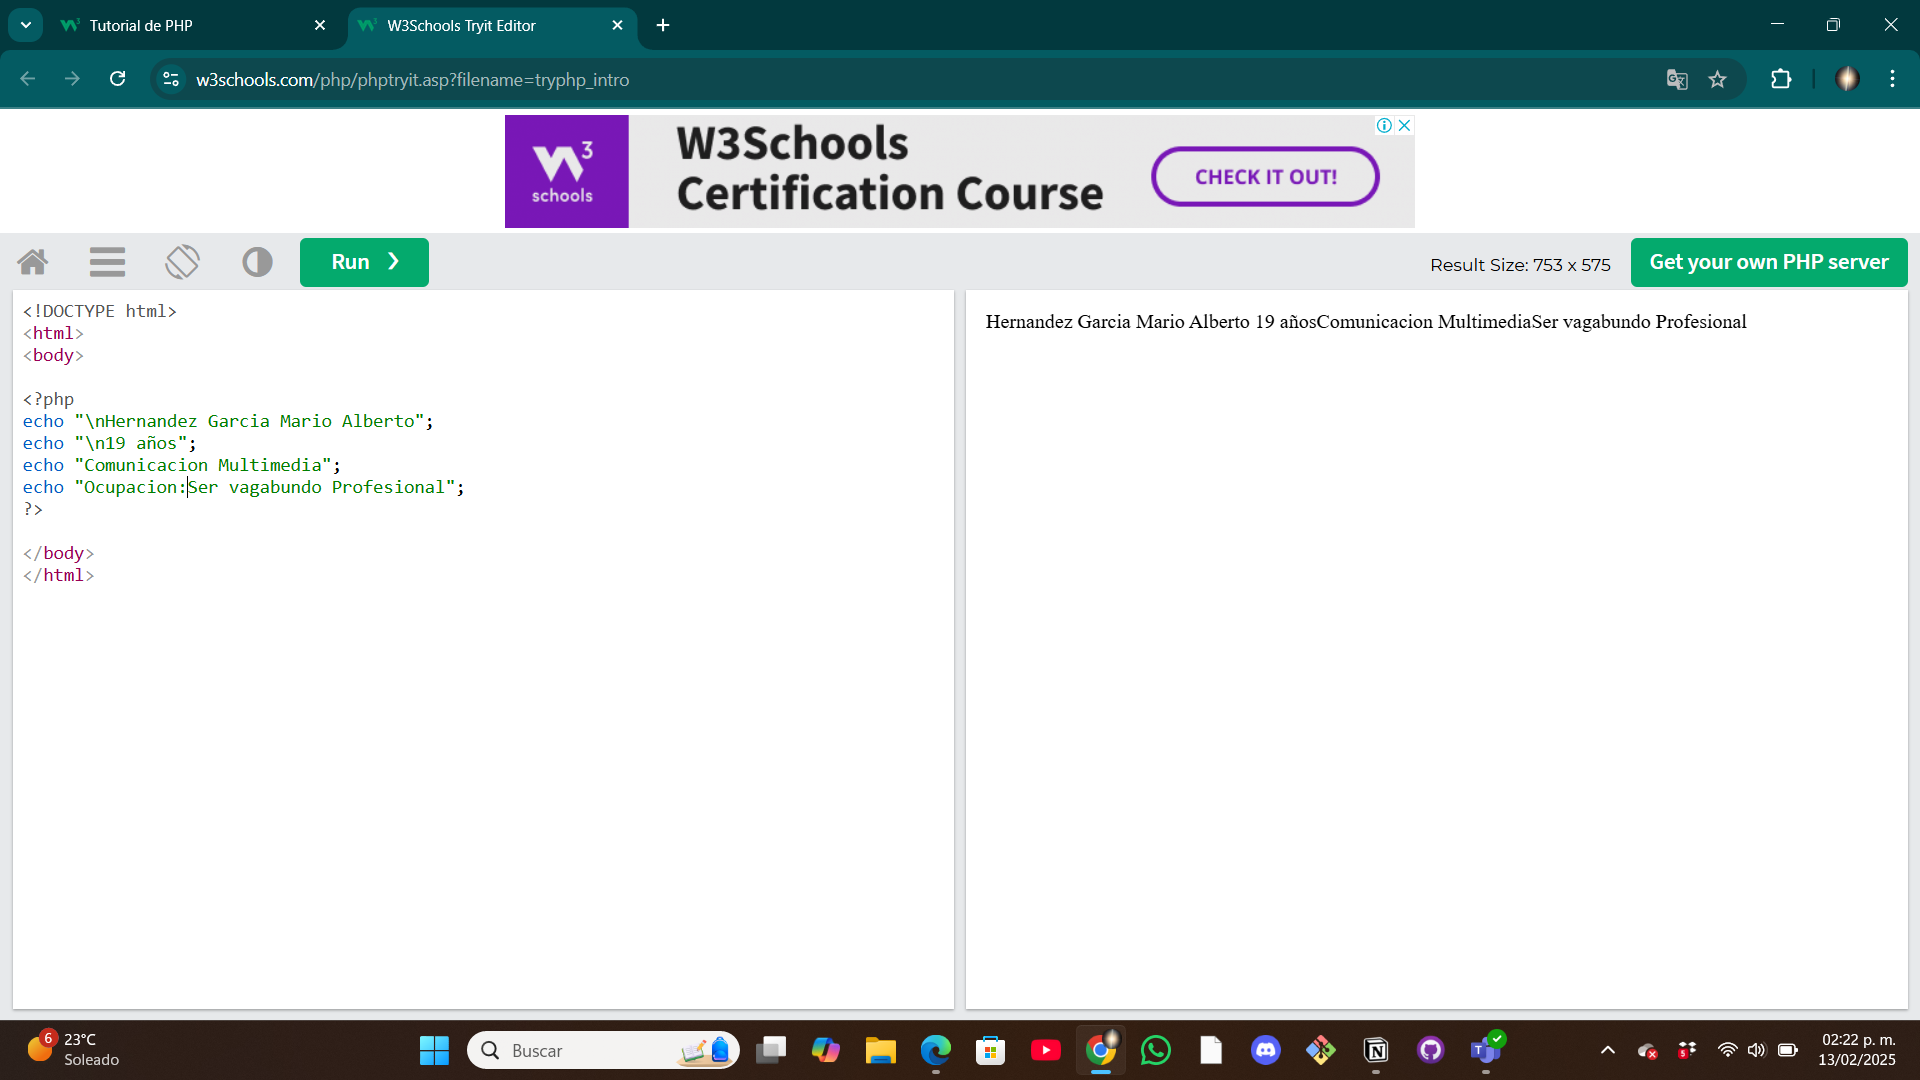 Tutorial de PHP
W3Schools Tryit Editor
w3schools.com/php/phptryit.asp?filename=tryphp_intro
W3 schools
W3Schools
Certification Course
CHECK IT OUT!
Run ❯
Result Size: 753 x 575
Get your own PHP server
<!DOCTYPE html>
<html>
<body>
<?php
echo "\nHernandez Garcia Mario Alberto";
echo "\n19 años";
echo "Comunicacion Multimedia";
echo "Ocupacion:Ser vagabundo Profesional";
?>
</body>
</html>
Hernandez Garcia Mario Alberto 19 añosComunicacion MultimediaSer vagabundo Profesional
6
23°C
Soleado
Buscar
02:22 p. m.
13/02/2025